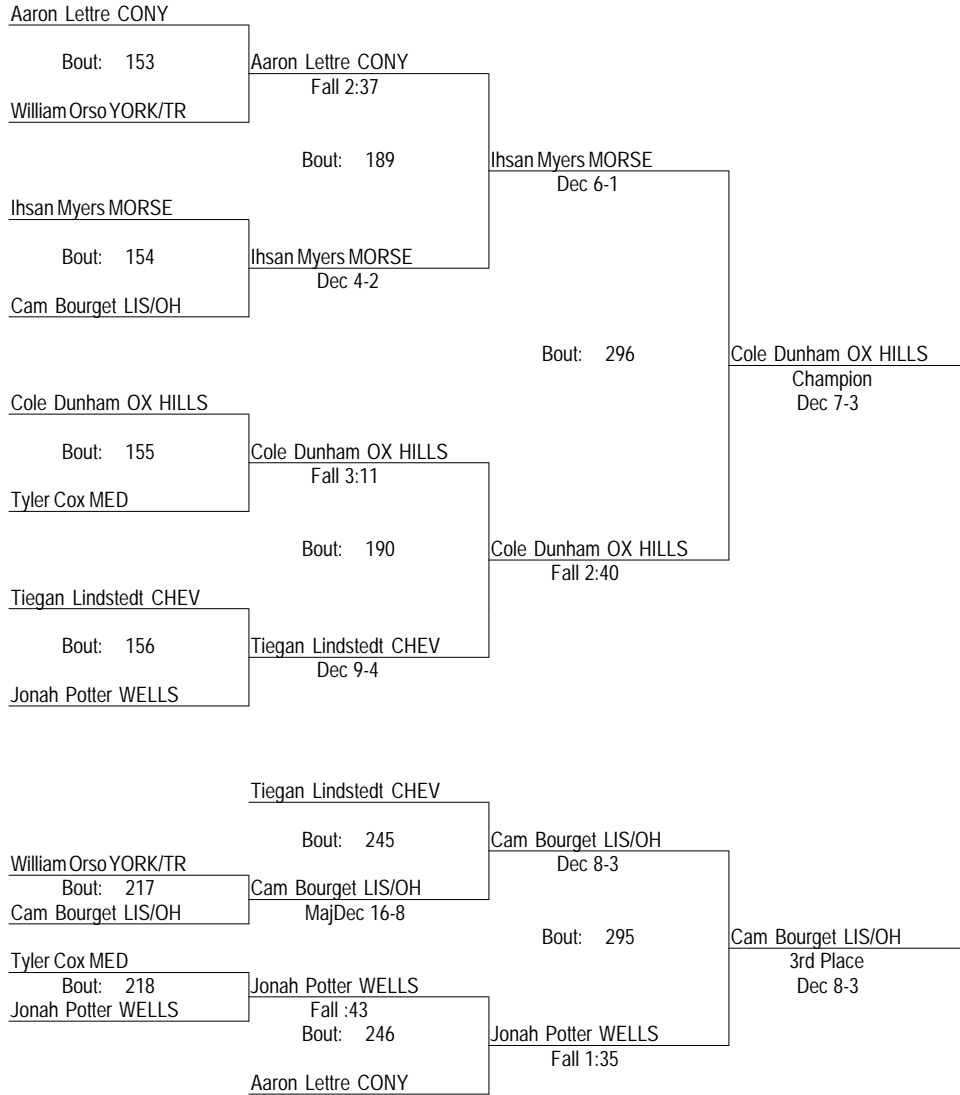 Aaron Lettre CONY
Bout: 153
Aaron Lettre CONY
Fall 2:37
William Orso YORK/TR
Bout: 189
Ihsan Myers MORSE
Dec 6-1
Ihsan Myers MORSE
Bout: 154
Ihsan Myers MORSE
Dec 4-2
Cam Bourget LIS/OH
Bout: 296
Cole Dunham OX HILLS
Champion
Dec 7-3
Cole Dunham OX HILLS
Bout: 155
Cole Dunham OX HILLS
Fall 3:11
Tyler Cox MED
Bout: 190
Cole Dunham OX HILLS
Fall 2:40
Tiegan Lindstedt CHEV
Bout: 156
Tiegan Lindstedt CHEV
Dec 9-4
Jonah Potter WELLS
Tiegan Lindstedt CHEV
Bout: 245
Cam Bourget LIS/OH
Dec 8-3
William Orso YORK/TR
Bout: 217
Cam Bourget LIS/OH
Cam Bourget LIS/OH
MajDec 16-8
Bout: 295
Cam Bourget LIS/OH
3rd Place
Dec 8-3
Tyler Cox MED
Bout: 218
Jonah Potter WELLS
Jonah Potter WELLS
Fall :43
Bout: 246
Jonah Potter WELLS
Fall 1:35
Aaron Lettre CONY